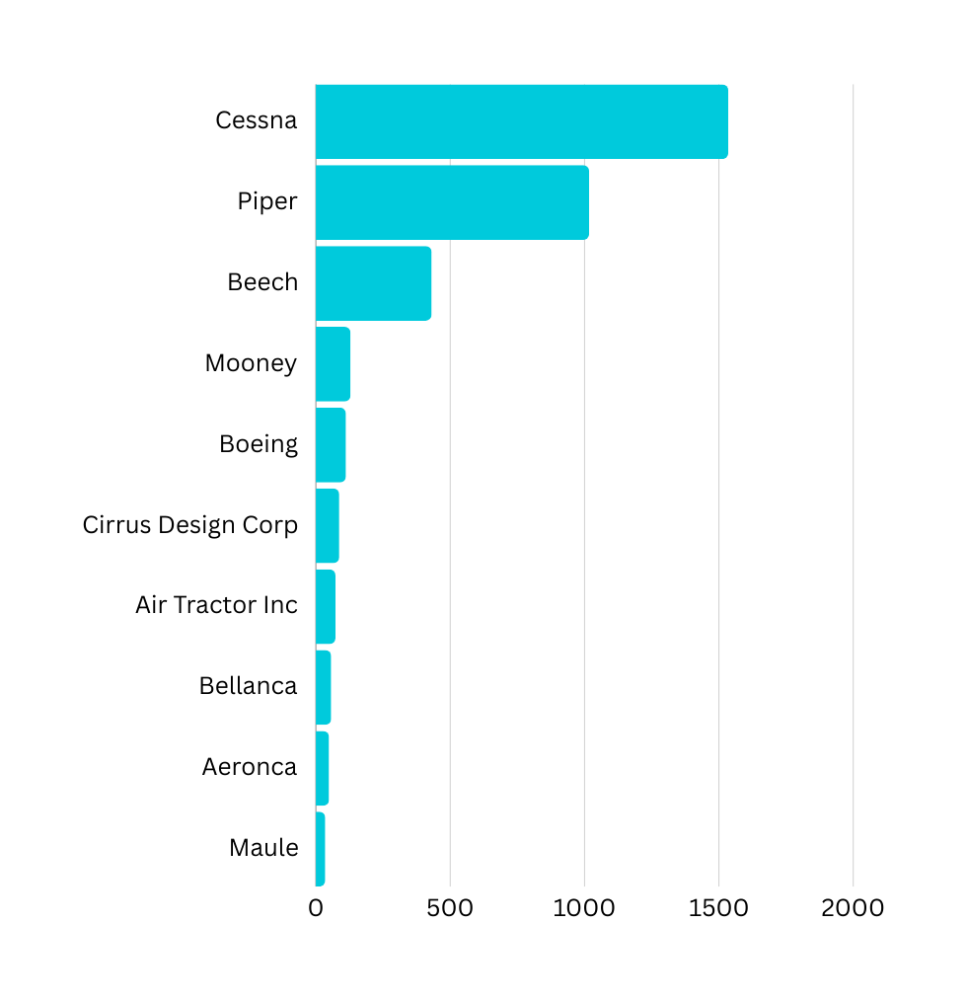 Cessna
Piper
Beech
Mooney
Boeing
Cirrus Design Corp
Air Tractor Inc
Bellanca
Aeronca
Maule
0 500 1000 1500 2000